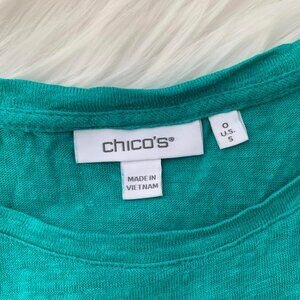 chico's®
0
U.S.
S
MADE IN
VIETNAM